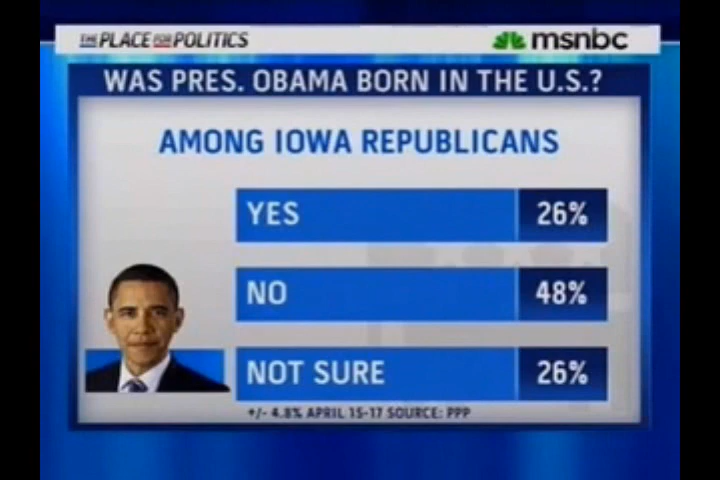 THE PLACE FOR POLITICS
msnbc
WAS PRES. OBAMA BORN IN THE U.S.?
AMONG IOWA REPUBLICANS
YES 26%
NO 48%
NOT SURE 26%
+/- 4.8% APRIL 15-17 SOURCE: PPP